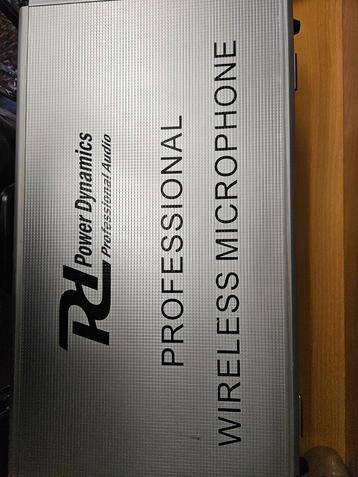 PD Power Dynamics
Professional Audio
PROFESSIONAL
WIRELESS MICROPHONE